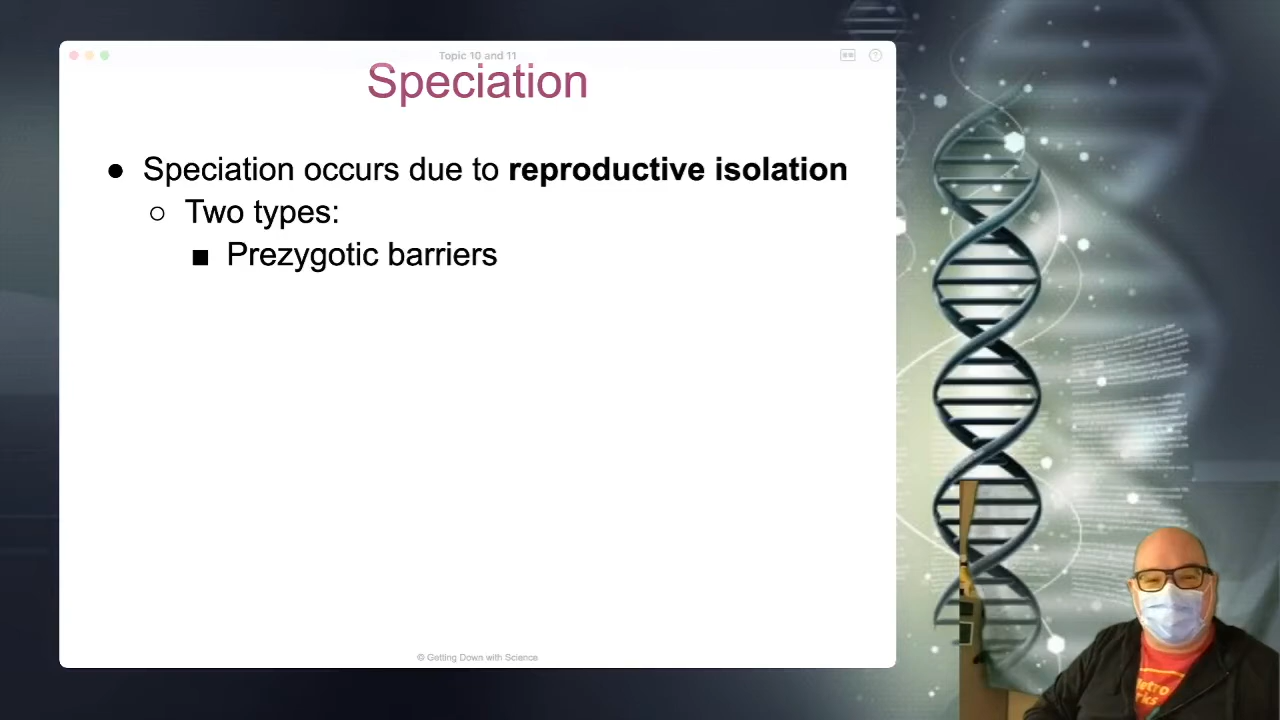 Topic 10 and 11
Speciation
● Speciation occurs due to reproductive isolation
○ Two types:
■ Prezygotic barriers
© Getting Down with Science